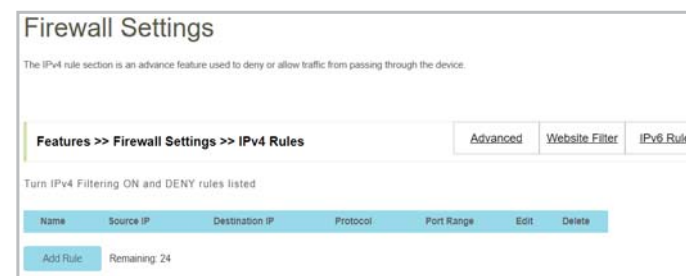 Firewall Settings
The IPv4 rule section is an advance feature used to deny or allow traffic from passing through the device.
Features >> Firewall Settings >> IPv4 Rules
Advanced
Website Filter
IPv6 Rule
Turn IPv4 Filtering ON and DENY rules listed
Name Source IP Destination IP Protocol Port Range Edit Delete
Add Rule Remaining: 24